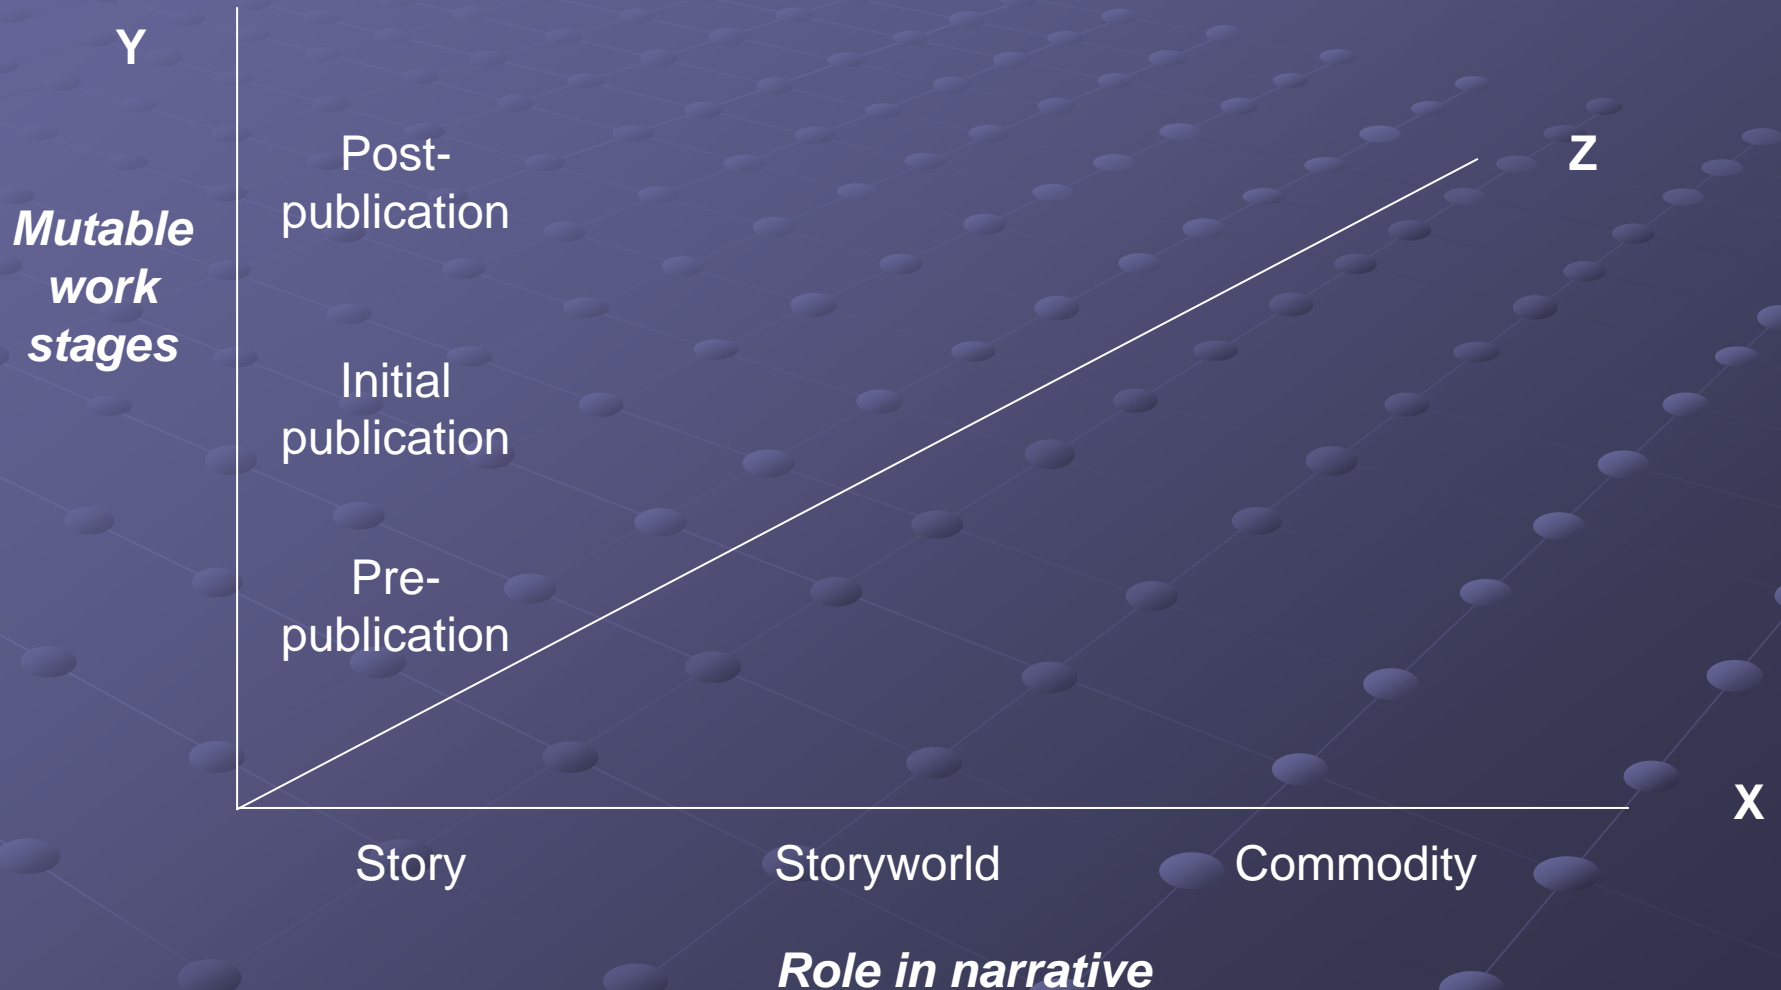 Y
Post-
publication
Z
Mutable
work
stages
Initial
publication
Pre-
publication
X
Story
Storyworld
Commodity
Role in narrative